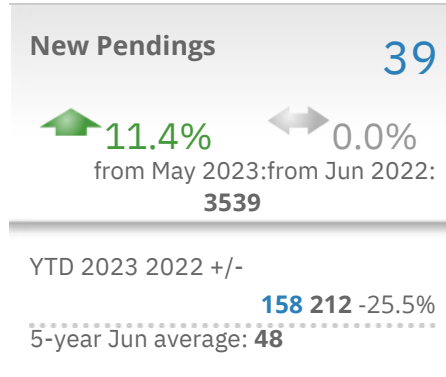 New Pendings
39
11.4% 0.0%
from May 2023:from Jun 2022:
3539
YTD 2023 2022 +/-
158 212 -25.5%
5-year Jun average: 48